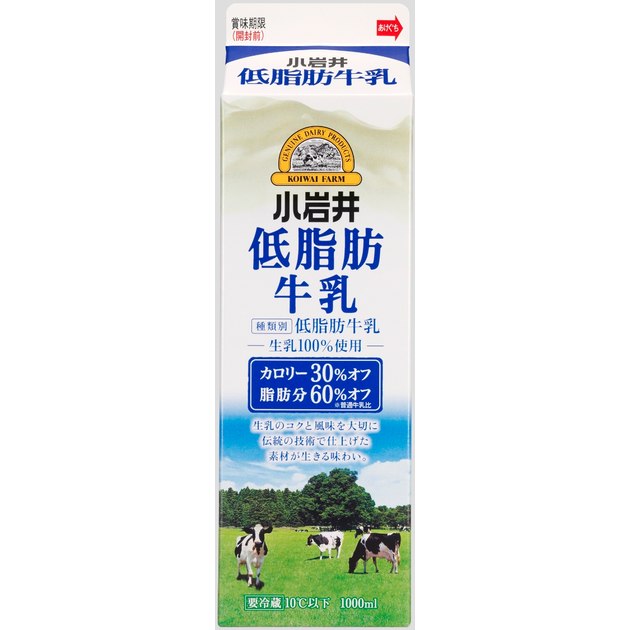 賞味期限
(開封前)
あけぐち
小岩井
低脂肪牛乳
GENUINE DAIRY PRODUCTS
KOIWAI FARM
小岩井
低脂肪
牛乳
種類別 低脂肪牛乳
生乳100%使用
カロリー30%オフ
脂肪分60%オフ
※普通牛乳比
生乳のコクと風味を大切に
伝統の技術で仕上げた
素材が生きる味わい。
要冷蔵 10℃以下 1000ml